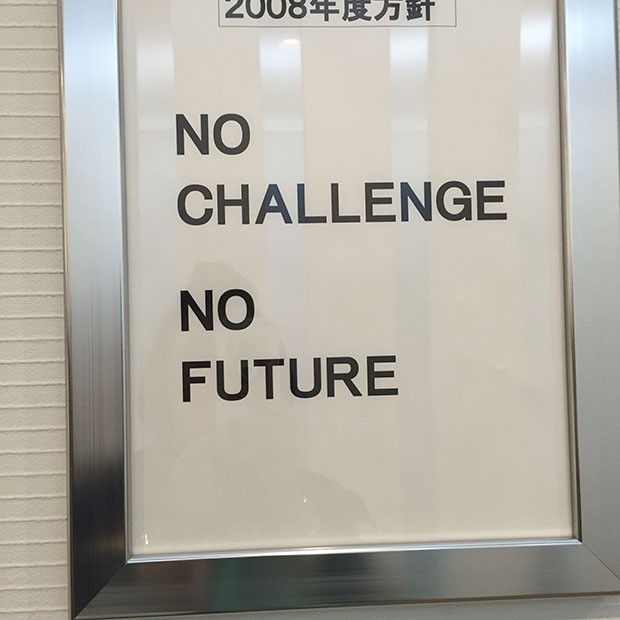 2008年度方針
NO
CHALLENGE
NO
FUTURE